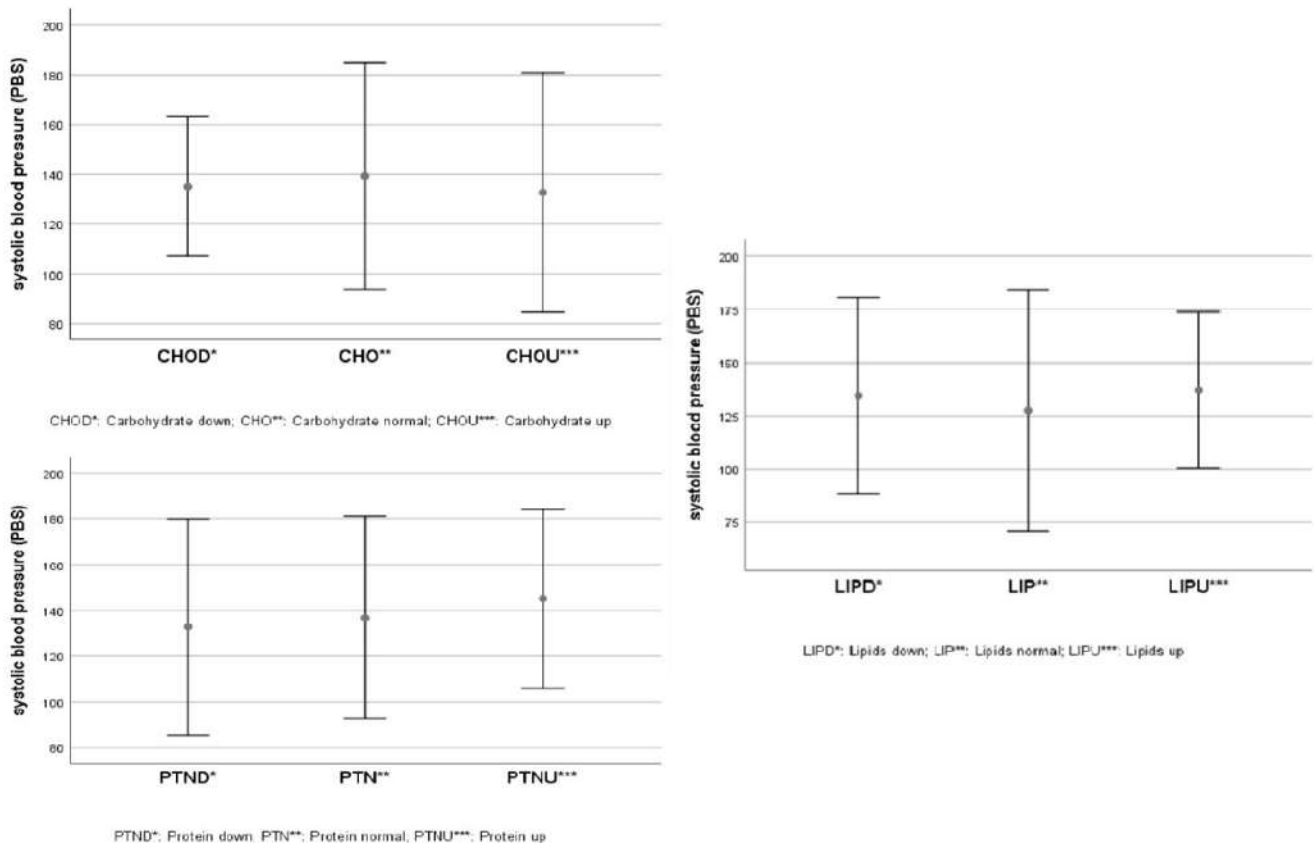 systolic blood pressure (PBS)
200
180
160
140
120
100
80
CHOD* CHO** CHOU***
CHOD*: Carbohydrate down; CHO**: Carbohydrate normal; CHOU***: Carbohydrate up
systolic blood pressure (PBS)
200
180
160
140
120
100
80
PTND* PTN** PTNU***
PTND*: Protein down; PTN**: Protein normal; PTNU***: Protein up
systolic blood pressure (PBS)
200
175
150
125
100
75
LIPD* LIP** LIPU***
LIPD*: Lipids down; LIP**: Lipids normal; LIPU***: Lipids up